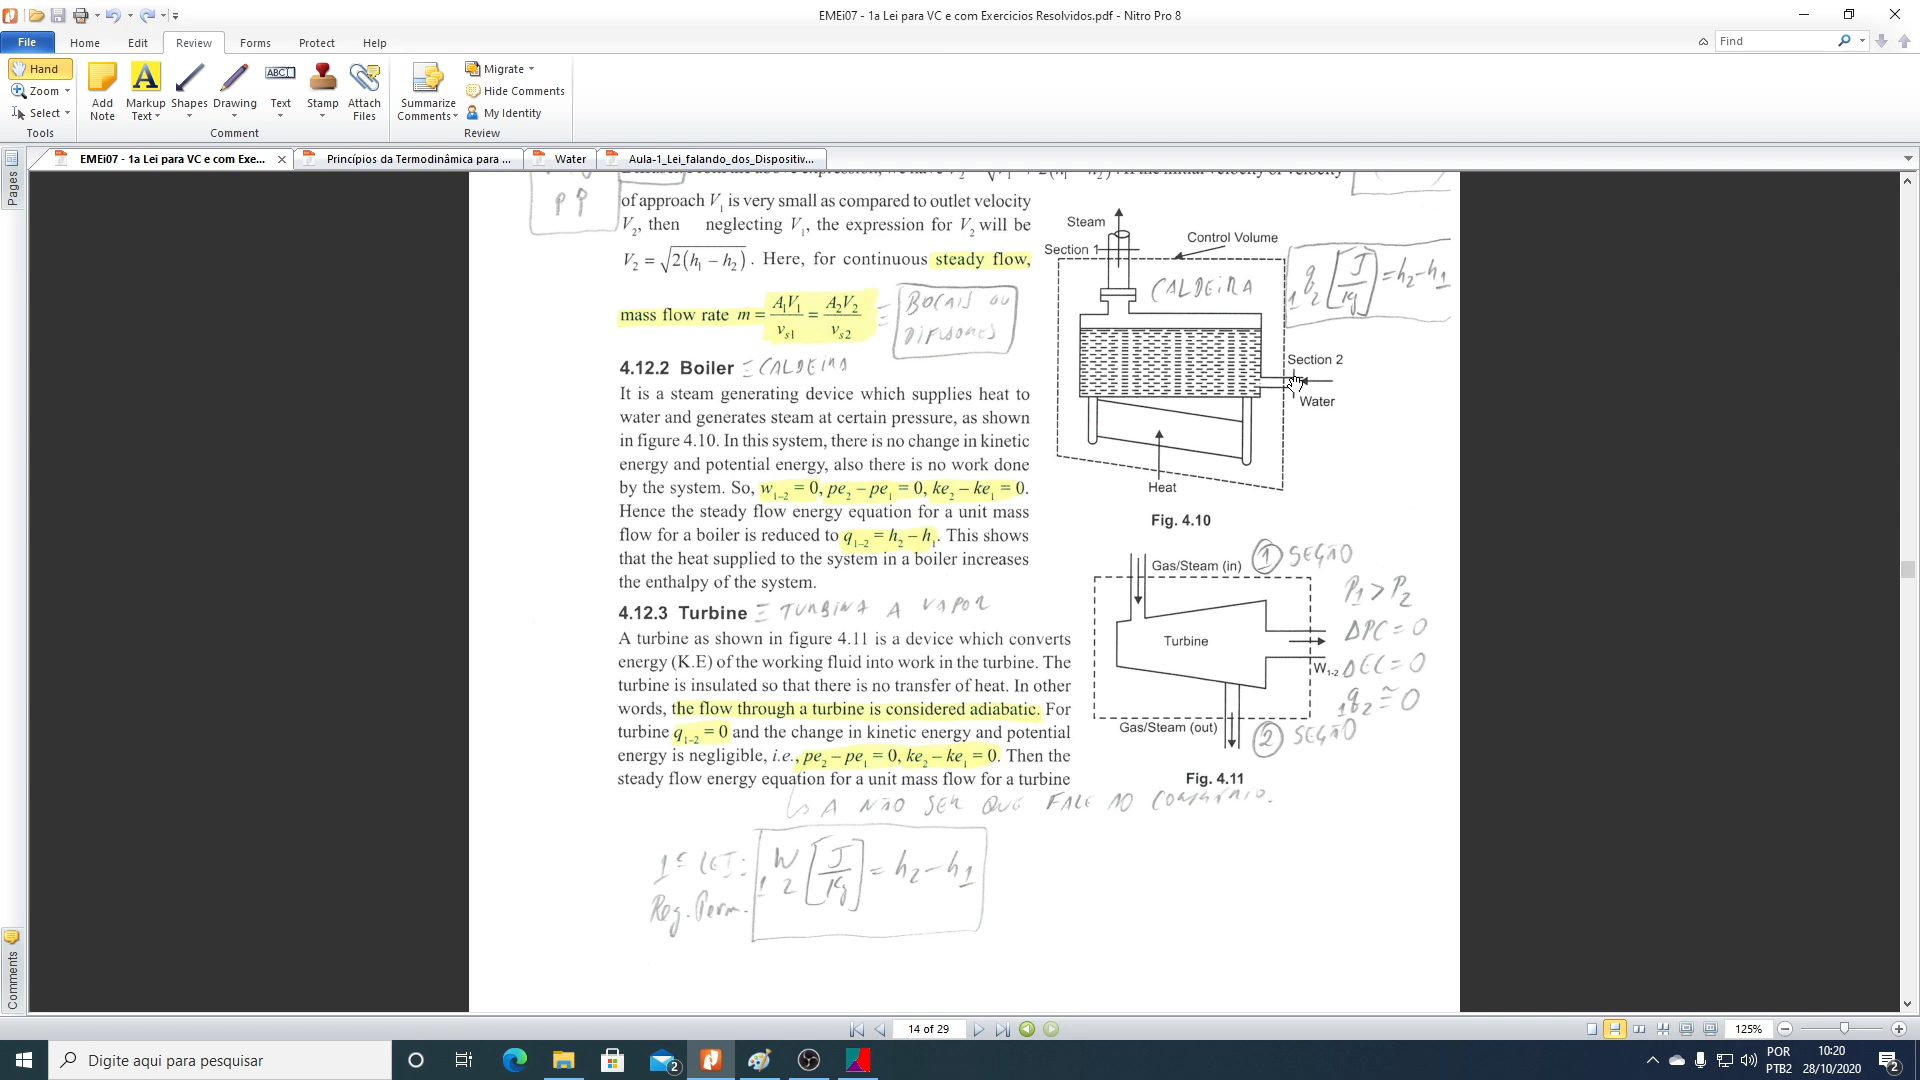 EMEi07 - 1a Lei para VC e com Exercicios Resolvidos.pdf - Nitro Pro 8
File Home Edit Review Forms Protect Help
Find
Hand
Zoom
Select
Tools
Add Note
Markup Text
Shapes
Drawing
Text
Stamp
Attach Files
Comment
Summarize Comments
Migrate
Hide Comments
My Identity
Review
EMEi07 - 1a Lei para VC e com Exe...
Princípios da Termodinâmica para ...
Water
Aula-1_Lei_falando_dos_Dispositiv...
Pages
Comments
of approach V₁ is very small as compared to outlet velocity
V₂, then neglecting V₁, the expression for V₂ will be
V₂ = √2(h₁ − h₂). Here, for continuous steady flow,
mass flow rate m = A₁V₁/vs1 = A₂V₂/vs2
≡ BOCAIS OU
DIFUSORES
4.12.2 Boiler ≡ CALDEIRA
It is a steam generating device which supplies heat to
water and generates steam at certain pressure, as shown
in figure 4.10. In this system, there is no change in kinetic
energy and potential energy, also there is no work done
by the system. So, w₁₋₂ = 0, pe₂ − pe₁ = 0, ke₂ − ke₁ = 0.
Hence the steady flow energy equation for a unit mass
flow for a boiler is reduced to q₁₋₂ = h₂ − h₁. This shows
that the heat supplied to the system in a boiler increases
the enthalpy of the system.
4.12.3 Turbine ≡ TURBINA A VAPOR
A turbine as shown in figure 4.11 is a device which converts
energy (K.E) of the working fluid into work in the turbine. The
turbine is insulated so that there is no transfer of heat. In other
words, the flow through a turbine is considered adiabatic. For
turbine q₁₋₂ = 0 and the change in kinetic energy and potential
energy is negligible, i.e., pe₂ − pe₁ = 0, ke₂ − ke₁ = 0. Then the
steady flow energy equation for a unit mass flow for a turbine
A NÃO SER QUE FALE AO CONTRÁRIO.
1ª LEI:
Reg. Perm.
1W2 [J/Kg] = h₂ − h₁
Steam
Section 1
Control Volume
CALDEIRA
1q2 [J/Kg] = h₂ − h₁
Section 2
Water
Heat
Fig. 4.10
Gas/Steam (in)
① SEÇÃO
P₁ > P₂
Turbine
ΔPC = 0
W₁₋₂
ΔEC = 0
1q2 ≅ 0
Gas/Steam (out)
② SEÇÃO
Fig. 4.11
14 of 29
125%
Digite aqui para pesquisar
2
POR
PTB2
10:20
28/10/2020
2